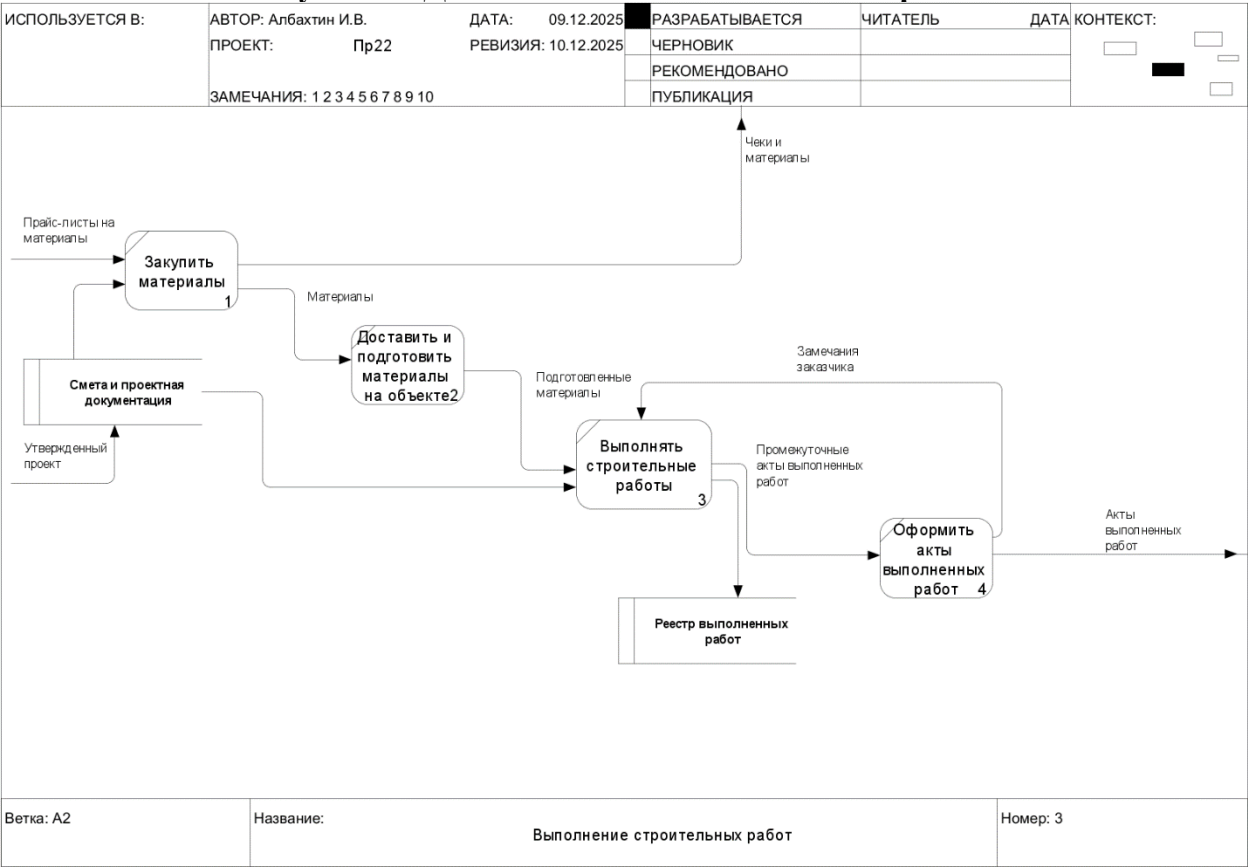 ИСПОЛЬЗУЕТСЯ В:
АВТОР: Албахтин И.В.
ДАТА: 09.12.2025
ПРОЕКТ: Пр22
РЕВИЗИЯ: 10.12.2025
ЗАМЕЧАНИЯ: 1 2 3 4 5 6 7 8 9 10
РАЗРАБАТЫВАЕТСЯ
ЧЕРНОВИК
РЕКОМЕНДОВАНО
ПУБЛИКАЦИЯ
ЧИТАТЕЛЬ
ДАТА
КОНТЕКСТ:
Чеки и
материалы
Прайс-листы на
материалы
Закупить
материалы
1
Материалы
Доставить и
подготовить
материалы
на объекте2
Замечания
заказчика
Смета и проектная
документация
Подготовленные
материалы
Утвержденный
проект
Выполнять
строительные
работы
3
Промежуточные
акты выполненных
работ
Оформить
акты
выполненных
работ 4
Акты
выполненных
работ
Реестр выполненных
работ
Ветка: A2
Название:
Выполнение строительных работ
Номер: 3